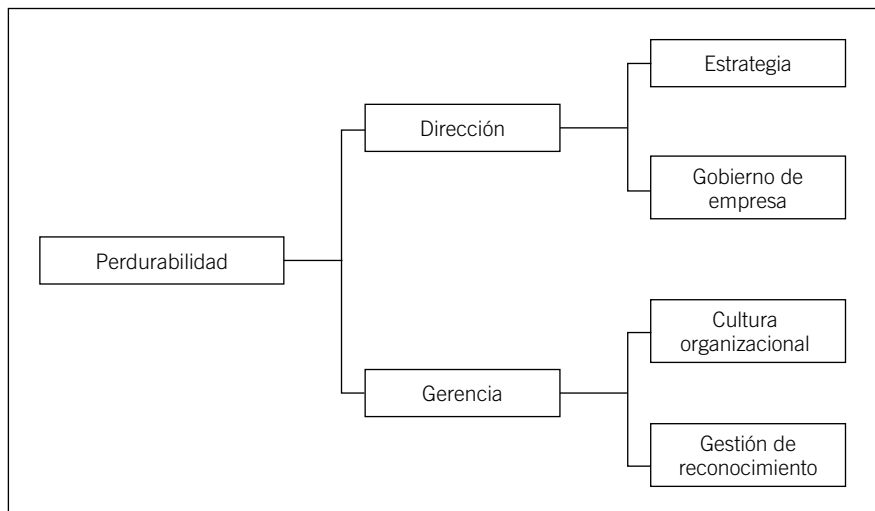 Estrategia
Dirección
Gobierno de
empresa
Perdurabilidad
Cultura
organizacional
Gerencia
Gestión de
reconocimiento